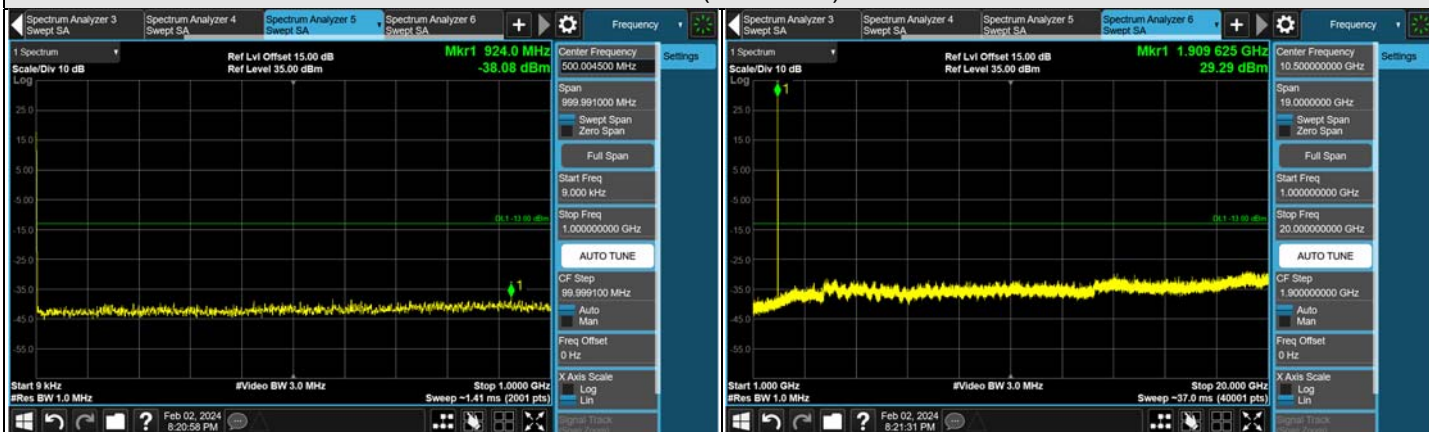 Spectrum Analyzer 3
Swept SA
Spectrum Analyzer 4
Swept SA
Spectrum Analyzer 5
Swept SA
Spectrum Analyzer 6
Swept SA
Frequency
1 Spectrum
Scale/Div 10 dB
Log
Ref Lvl Offset 15.00 dB
Ref Level 35.00 dBm
Mkr1 924.0 MHz
-38.08 dBm
25.0
15.0
5.00
-5.00
-15.0
-25.0
-35.0
-45.0
-55.0
DL1 -13.00 dBm
1
Start 9 kHz
#Res BW 1.0 MHz
#Video BW 3.0 MHz
Stop 1.0000 GHz
Sweep ~1.41 ms (2001 pts)
Center Frequency
500.004500 MHz
Settings
Span
999.991000 MHz
Swept Span
Zero Span
Full Span
Start Freq
9.000 kHz
Stop Freq
1.000000000 GHz
AUTO TUNE
CF Step
99.999100 MHz
Auto
Man
Freq Offset
0 Hz
X Axis Scale
Log
Lin
Signal Track
?
Feb 02, 2024
8:20:58 PM
Spectrum Analyzer 3
Swept SA
Spectrum Analyzer 4
Swept SA
Spectrum Analyzer 5
Swept SA
Spectrum Analyzer 6
Swept SA
Frequency
1 Spectrum
Scale/Div 10 dB
Log
Ref Lvl Offset 15.00 dB
Ref Level 35.00 dBm
Mkr1 1.909 625 GHz
29.29 dBm
1
25.0
15.0
5.00
-5.00
-15.0
-25.0
-35.0
-45.0
-55.0
DL1 -13.00 dBm
Start 1.000 GHz
#Res BW 1.0 MHz
#Video BW 3.0 MHz
Stop 20.000 GHz
Sweep ~37.0 ms (40001 pts)
Center Frequency
10.500000000 GHz
Settings
Span
19.0000000 GHz
Swept Span
Zero Span
Full Span
Start Freq
1.000000000 GHz
Stop Freq
20.000000000 GHz
AUTO TUNE
CF Step
1.900000000 GHz
Auto
Man
Freq Offset
0 Hz
X Axis Scale
Log
Lin
Signal Track
?
Feb 02, 2024
8:21:31 PM